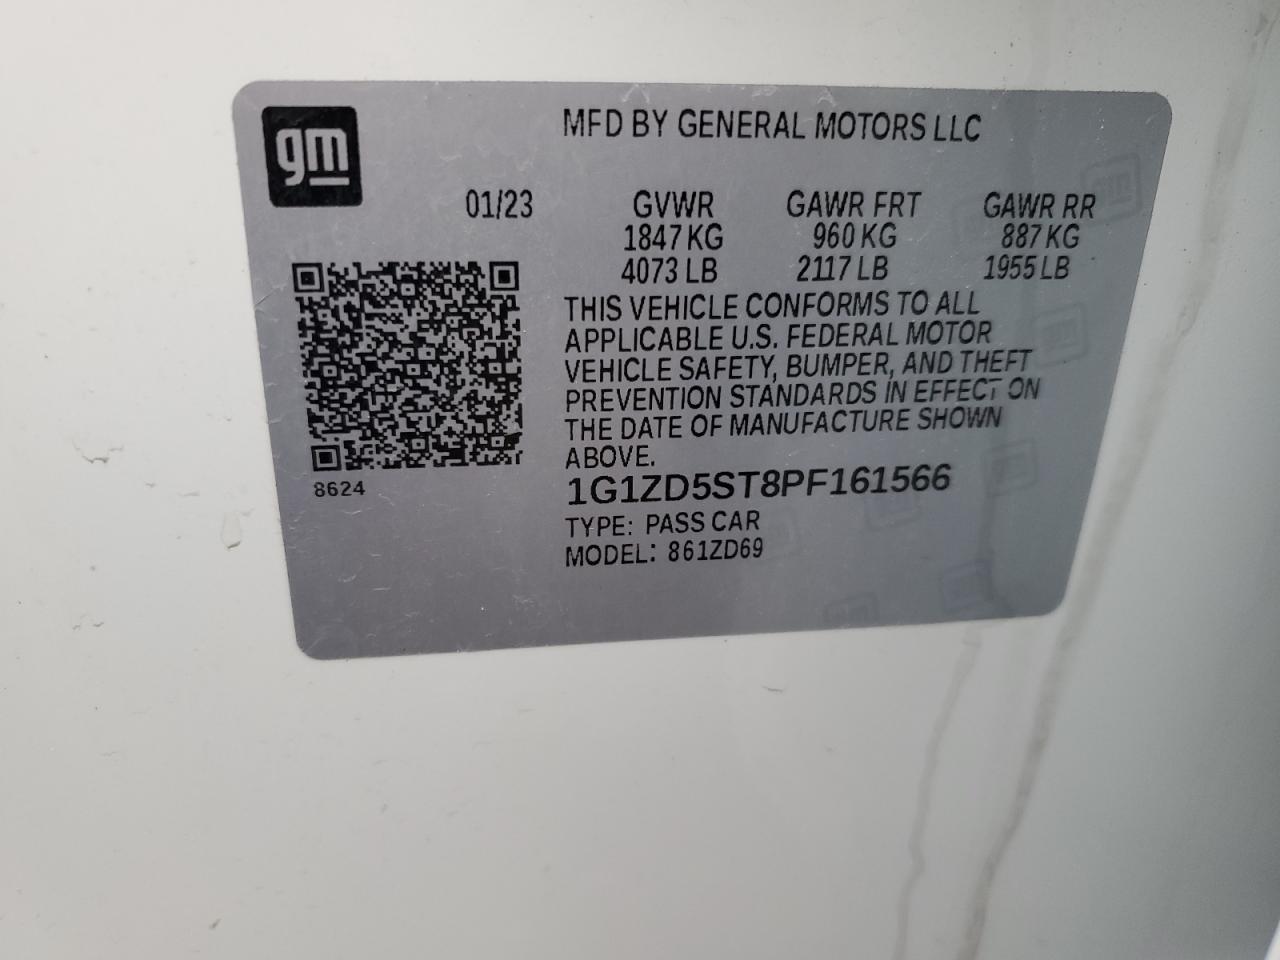 gm
MFD BY GENERAL MOTORS LLC
01/23 GVWR GAWR FRT GAWR RR
1847 KG 960 KG 887 KG
4073 LB 2117 LB 1955 LB
THIS VEHICLE CONFORMS TO ALL
APPLICABLE U.S. FEDERAL MOTOR
VEHICLE SAFETY, BUMPER, AND THEFT
PREVENTION STANDARDS IN EFFECT ON
THE DATE OF MANUFACTURE SHOWN
ABOVE.
8624
1G1ZD5ST8PF161566
TYPE: PASS CAR
MODEL: 861ZD69